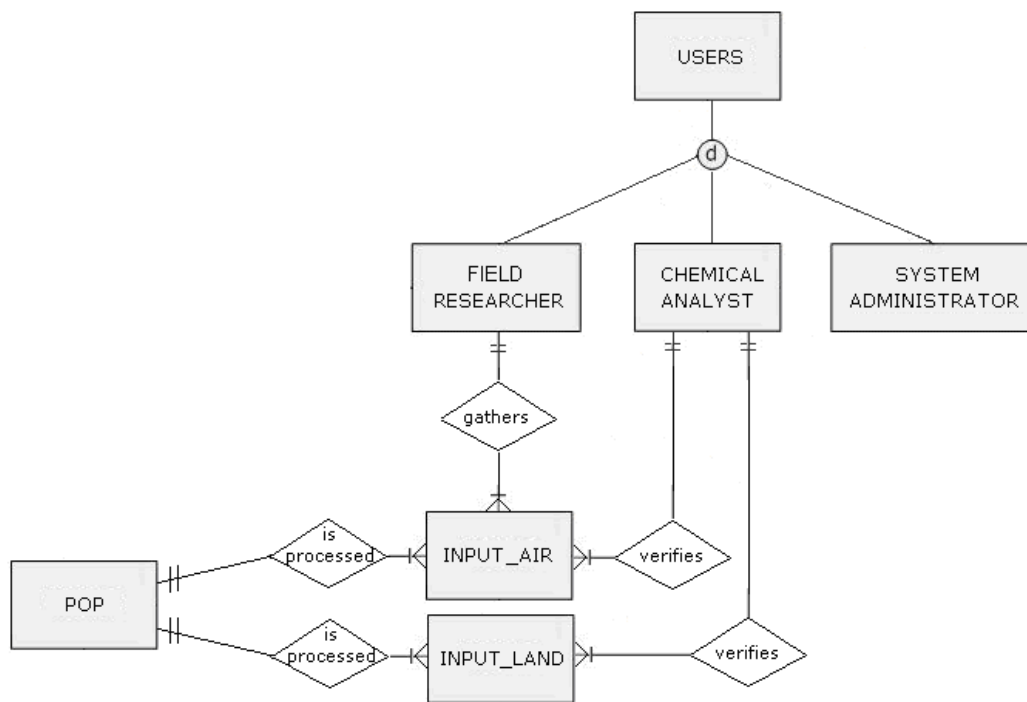 USERS
d
FIELD
RESEARCHER
CHEMICAL
ANALYST
SYSTEM
ADMINISTRATOR
gathers
is
processed
INPUT_AIR
verifies
POP
is
processed
INPUT_LAND
verifies